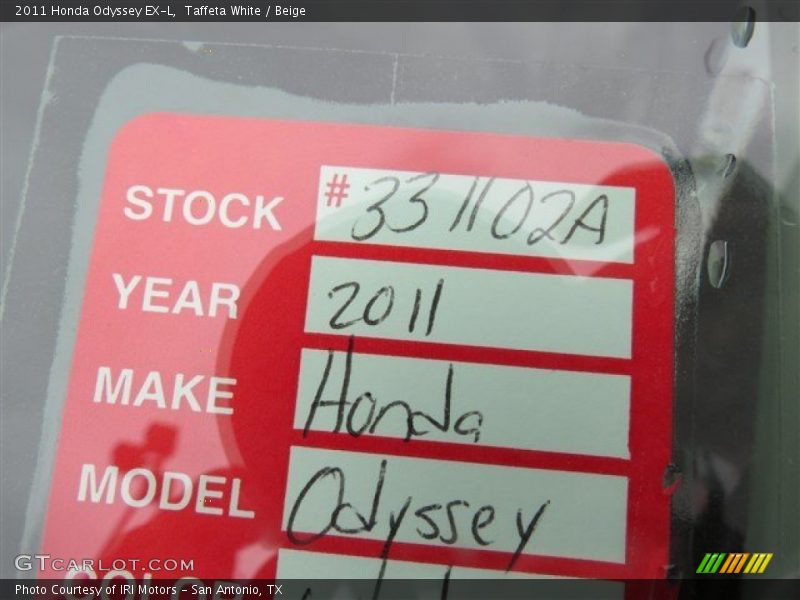 2011 Honda Odyssey EX-L,  Taffeta White / Beige
STOCK # 331102A
YEAR 2011
MAKE Honda
MODEL Odyssey
COLOR
GTCARLOT.COM
Photo Courtesy of IRI Motors - San Antonio, TX